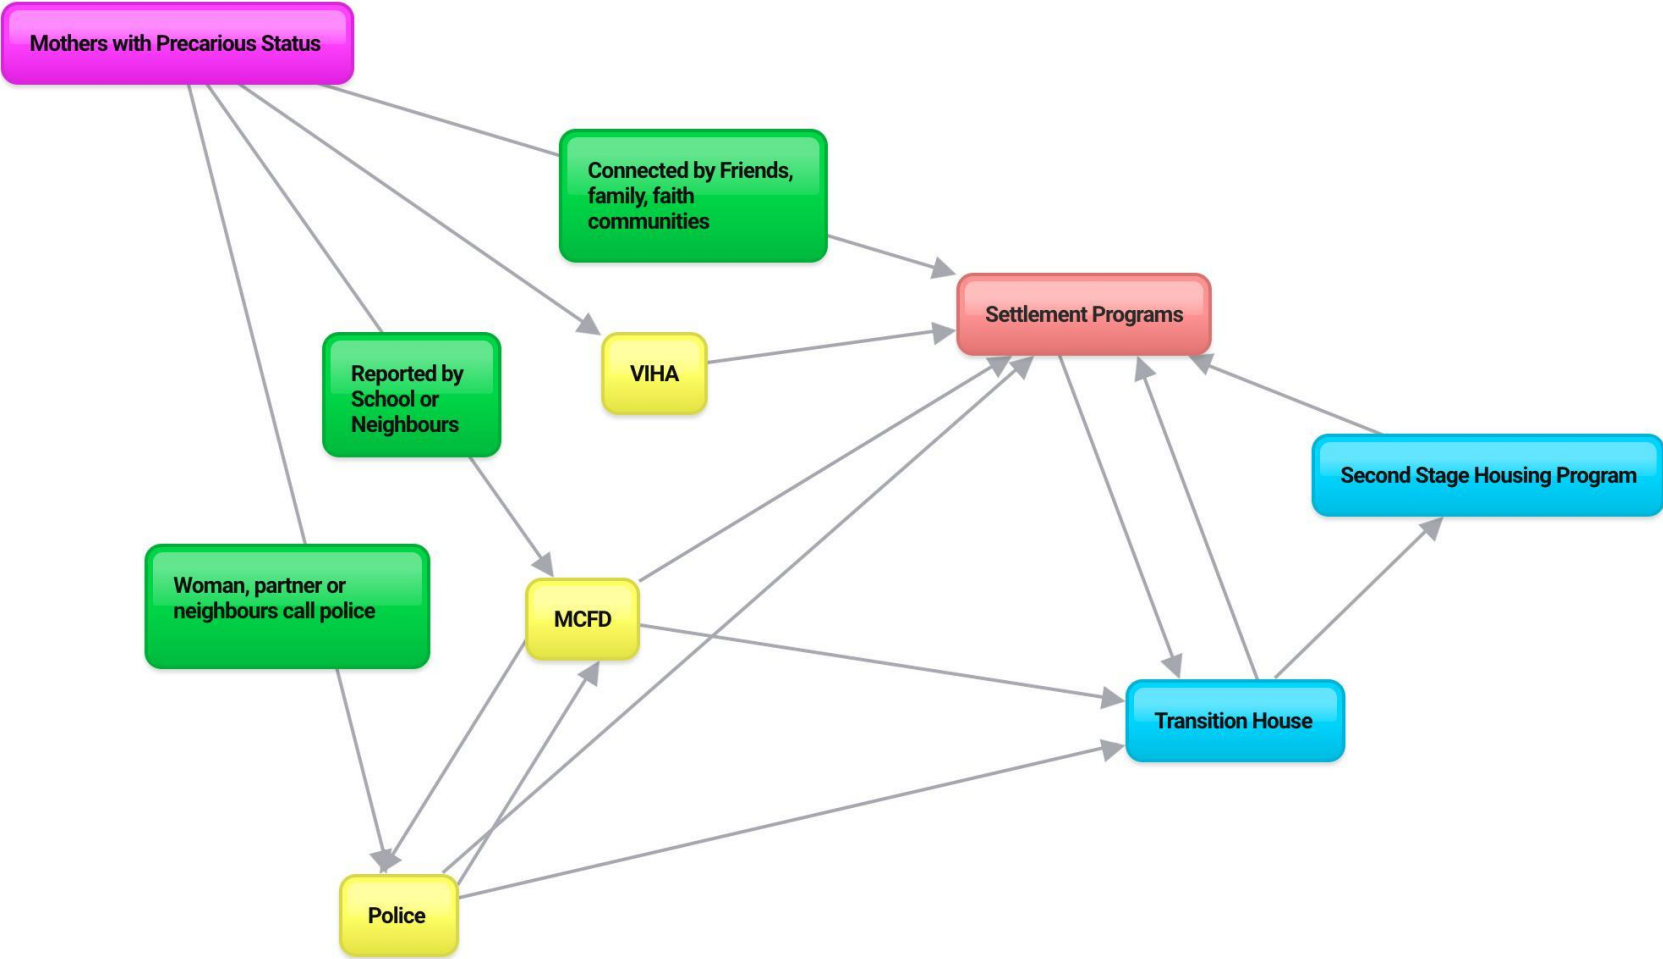 Mothers with Precarious Status
Connected by Friends,
family, faith
communities
Settlement Programs
Reported by
School or
Neighbours
VIHA
Second Stage Housing Program
Woman, partner or
neighbours call police
MCFD
Transition House
Police